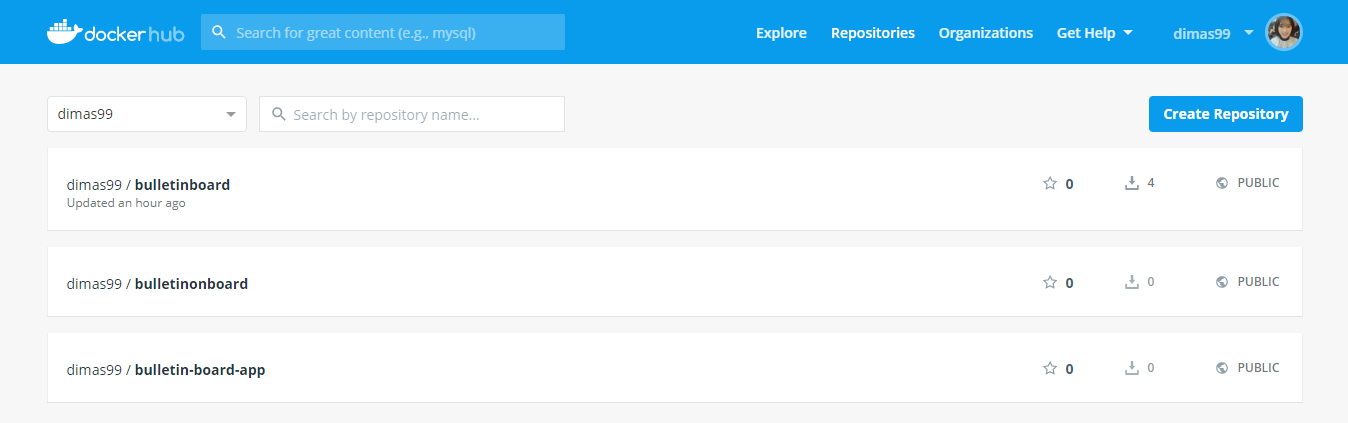 docker hub Search for great content (e.g., mysql) Explore Repositories Organizations Get Help dimas99
dimas99 Search by repository name... Create Repository
dimas99 / bulletinboard 0 4 PUBLIC
Updated an hour ago
dimas99 / bulletinonboard 0 0 PUBLIC
dimas99 / bulletin-board-app 0 0 PUBLIC